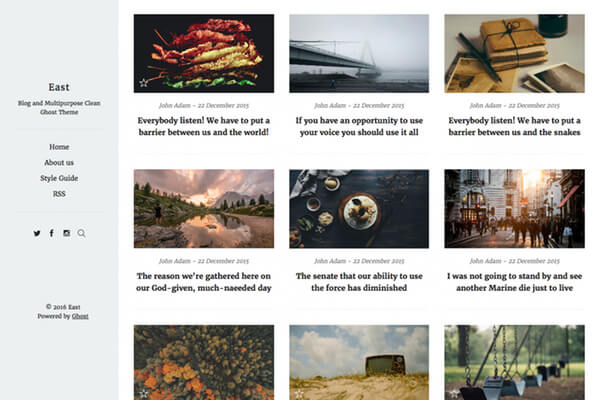 East
Blog and Multipurpose Clean
Ghost Theme
Home
About us
Style Guide
RSS
© 2016 East
Powered by Ghost
John Adam – 22 December 2015
Everybody listen! We have to put a
barrier between us and the world!
John Adam – 22 December 2015
If you have an opportunity to use
your voice you should use it all
John Adam – 22 December 2015
Everybody listen! We have to put a
barrier between us and the snakes
John Adam – 22 December 2015
The reason we're gathered here on
our God-given, much-naeeded day
John Adam – 22 December 2015
The senate that our ability to use
the force has diminished
John Adam – 22 December 2015
I was not going to stand by and see
another Marine die just to live